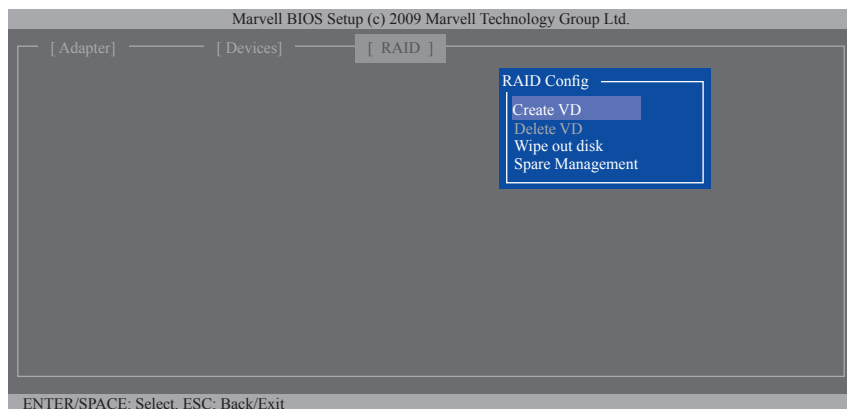 Marvell BIOS Setup (c) 2009 Marvell Technology Group Ltd.
[ Adapter] [ Devices] [ RAID ]
RAID Config
Create VD
Delete VD
Wipe out disk
Spare Management
ENTER/SPACE: Select, ESC: Back/Exit